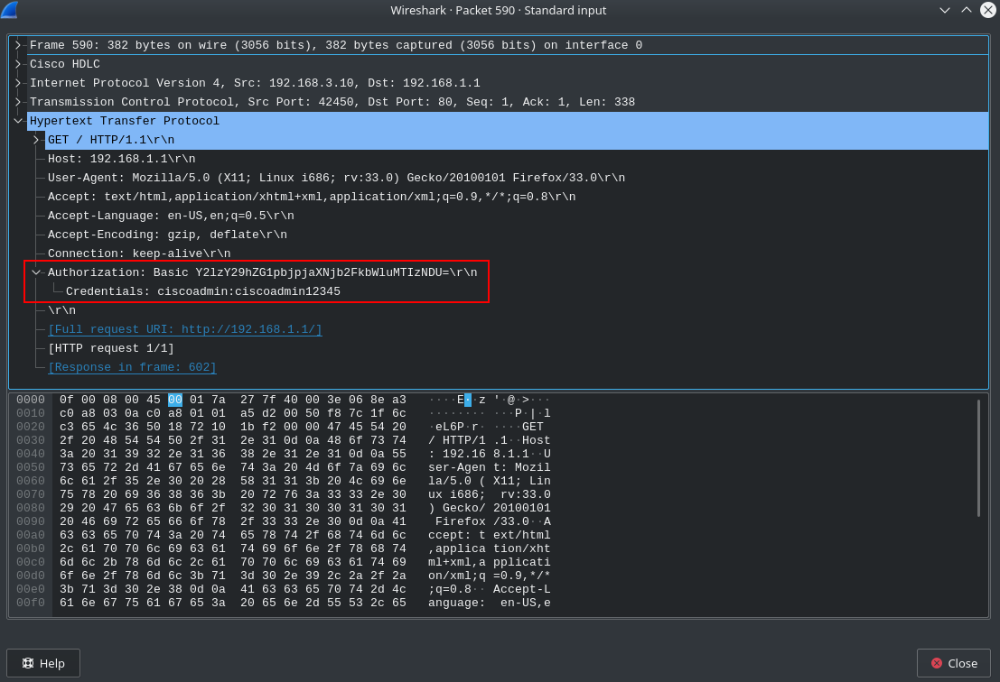 Wireshark · Packet 590 · Standard input
Frame 590: 382 bytes on wire (3056 bits), 382 bytes captured (3056 bits) on interface 0
Cisco HDLC
Internet Protocol Version 4, Src: 192.168.3.10, Dst: 192.168.1.1
Transmission Control Protocol, Src Port: 42450, Dst Port: 80, Seq: 1, Ack: 1, Len: 338
Hypertext Transfer Protocol
GET / HTTP/1.1\r\n
Host: 192.168.1.1\r\n
User-Agent: Mozilla/5.0 (X11; Linux i686; rv:33.0) Gecko/20100101 Firefox/33.0\r\n
Accept: text/html,application/xhtml+xml,application/xml;q=0.9,*/*;q=0.8\r\n
Accept-Language: en-US,en;q=0.5\r\n
Accept-Encoding: gzip, deflate\r\n
Connection: keep-alive\r\n
Authorization: Basic Y2lzY29hZG1pbjpjaXNjb2FkbWluMTIzNDU=\r\n
Credentials: ciscoadmin:ciscoadmin12345
\r\n
[Full request URI: http://192.168.1.1/]
[HTTP request 1/1]
[Response in frame: 602]
0000 0f 00 08 00 45 00 01 7a 27 7f 40 00 3e 06 8e a3 ····E··z '·@·>···
0010 c0 a8 03 0a c0 a8 01 01 a5 d2 00 50 f8 7c 1f 6c ········ ···P·|·l
0020 c3 65 4c 36 50 18 72 10 1b f2 00 00 47 45 54 20 ·eL6P·r· ····GET
0030 2f 20 48 54 54 50 2f 31 2e 31 0d 0a 48 6f 73 74 / HTTP/1 .1··Host
0040 3a 20 31 39 32 2e 31 36 38 2e 31 2e 31 0d 0a 55 : 192.16 8.1.1··U
0050 73 65 72 2d 41 67 65 6e 74 3a 20 4d 6f 7a 69 6c ser-Agen t: Mozil
0060 6c 61 2f 35 2e 30 20 28 58 31 31 3b 20 4c 69 6e la/5.0 ( X11; Lin
0070 75 78 20 69 36 38 36 3b 20 72 76 3a 33 33 2e 30 ux i686; rv:33.0
0080 29 20 47 65 63 6b 6f 2f 32 30 31 30 30 31 30 31 ) Gecko/ 20100101
0090 20 46 69 72 65 66 6f 78 2f 33 33 2e 30 0d 0a 41 Firefox /33.0··A
00a0 63 63 65 70 74 3a 20 74 65 78 74 2f 68 74 6d 6c ccept: t ext/html
00b0 2c 61 70 70 6c 69 63 61 74 69 6f 6e 2f 78 68 74 ,applica tion/xht
00c0 6d 6c 2b 78 6d 6c 2c 61 70 70 6c 69 63 61 74 69 ml+xml,a pplicati
00d0 6f 6e 2f 78 6d 6c 3b 71 3d 30 2e 39 2c 2a 2f 2a on/xml;q =0.9,*/*
00e0 3b 71 3d 30 2e 38 0d 0a 41 63 63 65 70 74 2d 4c ;q=0.8·· Accept-L
00f0 61 6e 67 75 61 67 65 3a 20 65 6e 2d 55 53 2c 65 anguage: en-US,e
Help
Close